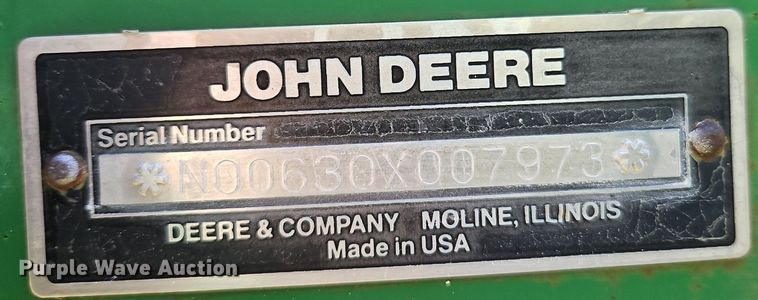 JOHN DEERE
Serial Number
*N00630X007973*
DEERE & COMPANY MOLINE, ILLINOIS
Made in USA
Purple Wave Auction